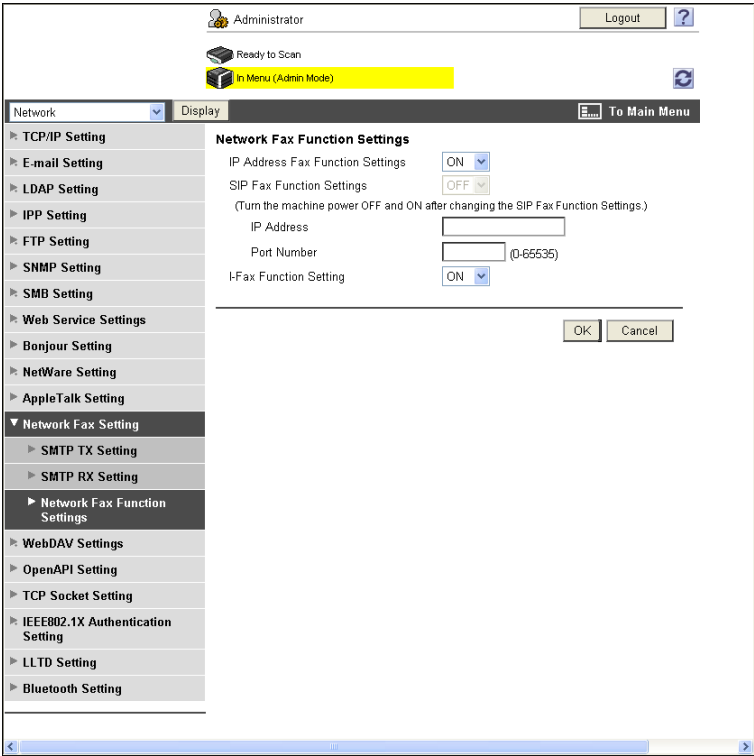 Administrator
Logout
?
Ready to Scan
In Menu (Admin Mode)
Network
Display
To Main Menu
TCP/IP Setting
E-mail Setting
LDAP Setting
IPP Setting
FTP Setting
SNMP Setting
SMB Setting
Web Service Settings
Bonjour Setting
NetWare Setting
AppleTalk Setting
Network Fax Setting
SMTP TX Setting
SMTP RX Setting
Network Fax Function
Settings
WebDAV Settings
OpenAPI Setting
TCP Socket Setting
IEEE802.1X Authentication
Setting
LLTD Setting
Bluetooth Setting
Network Fax Function Settings
IP Address Fax Function Settings
ON
SIP Fax Function Settings
OFF
(Turn the machine power OFF and ON after changing the SIP Fax Function Settings.)
IP Address
Port Number
(0-65535)
I-Fax Function Setting
ON
OK
Cancel